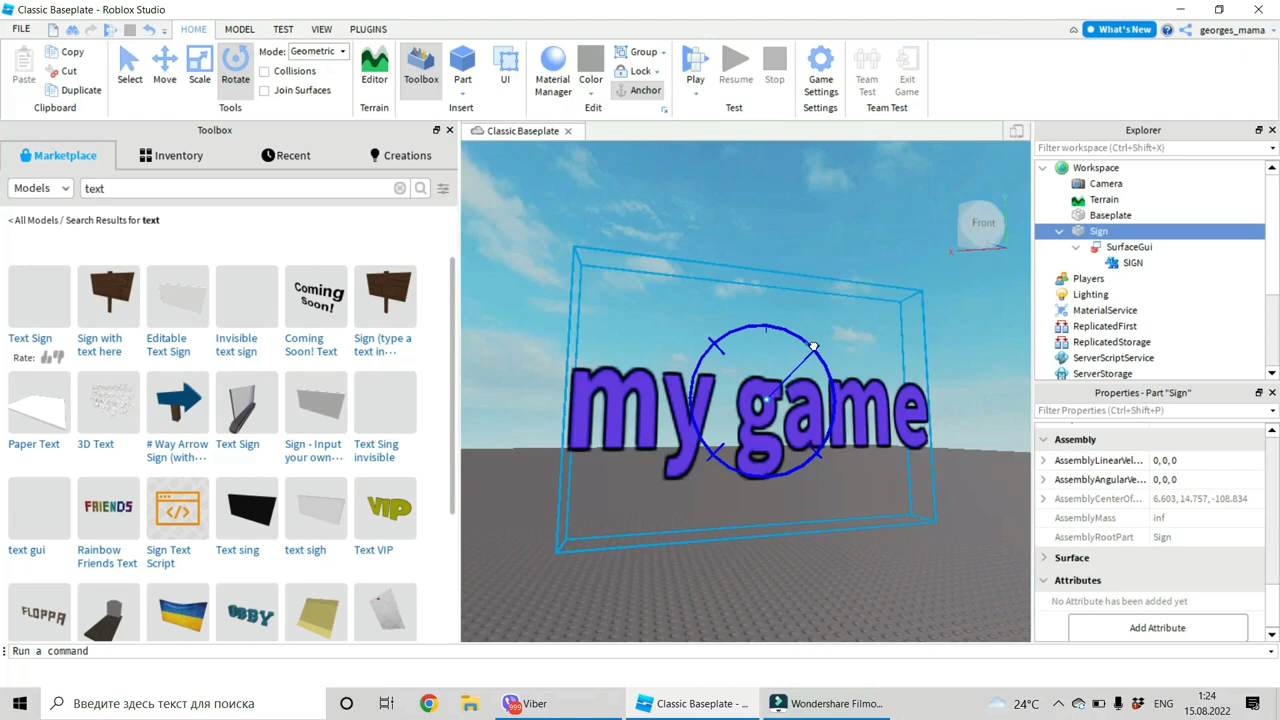 Classic Baseplate - Roblox Studio
FILE HOME MODEL TEST VIEW PLUGINS What's New georges_mama
Paste Copy Cut Duplicate Clipboard
Select Move Scale Rotate Mode: Geometric Collisions Join Surfaces Tools
Editor Terrain
Toolbox Part UI Insert
Material Manager Color Group Lock Anchor Edit
Play Resume Stop Test
Game Settings Settings
Team Test Exit Game Team Test
Toolbox
Marketplace Inventory Recent Creations
Models text
< All Models / Search Results for text
Coming Soon!
Text Sign Sign with text here Editable Text Sign Invisible text sign Coming Soon! Text Sign (type a text in...
Rate:
Paper Text 3D Text # Way Arrow Sign (with... Text Sign Sign - Input your own... Text Sing invisible
FRIENDS VIP
text gui Rainbow Friends Text Sign Text Script Text sing text sigh Text VIP
FLOPPA OBBY
Classic Baseplate
Front
Y
X
my game
Explorer
Filter workspace (Ctrl+Shift+X)
Workspace
Camera
Terrain
Baseplate
Sign
SurfaceGui
SIGN
Players
Lighting
MaterialService
ReplicatedFirst
ReplicatedStorage
ServerScriptService
ServerStorage
Properties - Part "Sign"
Filter Properties (Ctrl+Shift+P)
Assembly
AssemblyLinearVel... 0, 0, 0
AssemblyAngularVe... 0, 0, 0
AssemblyCenterOf... 6.603, 14.757, -108.834
AssemblyMass inf
AssemblyRootPart Sign
Surface
Attributes
No Attribute has been added yet
Add Attribute
Run a command
Введите здесь текст для поиска
999 Viber
Classic Baseplate - ...
Wondershare Filmo...
24°C ENG 1:24
15.08.2022